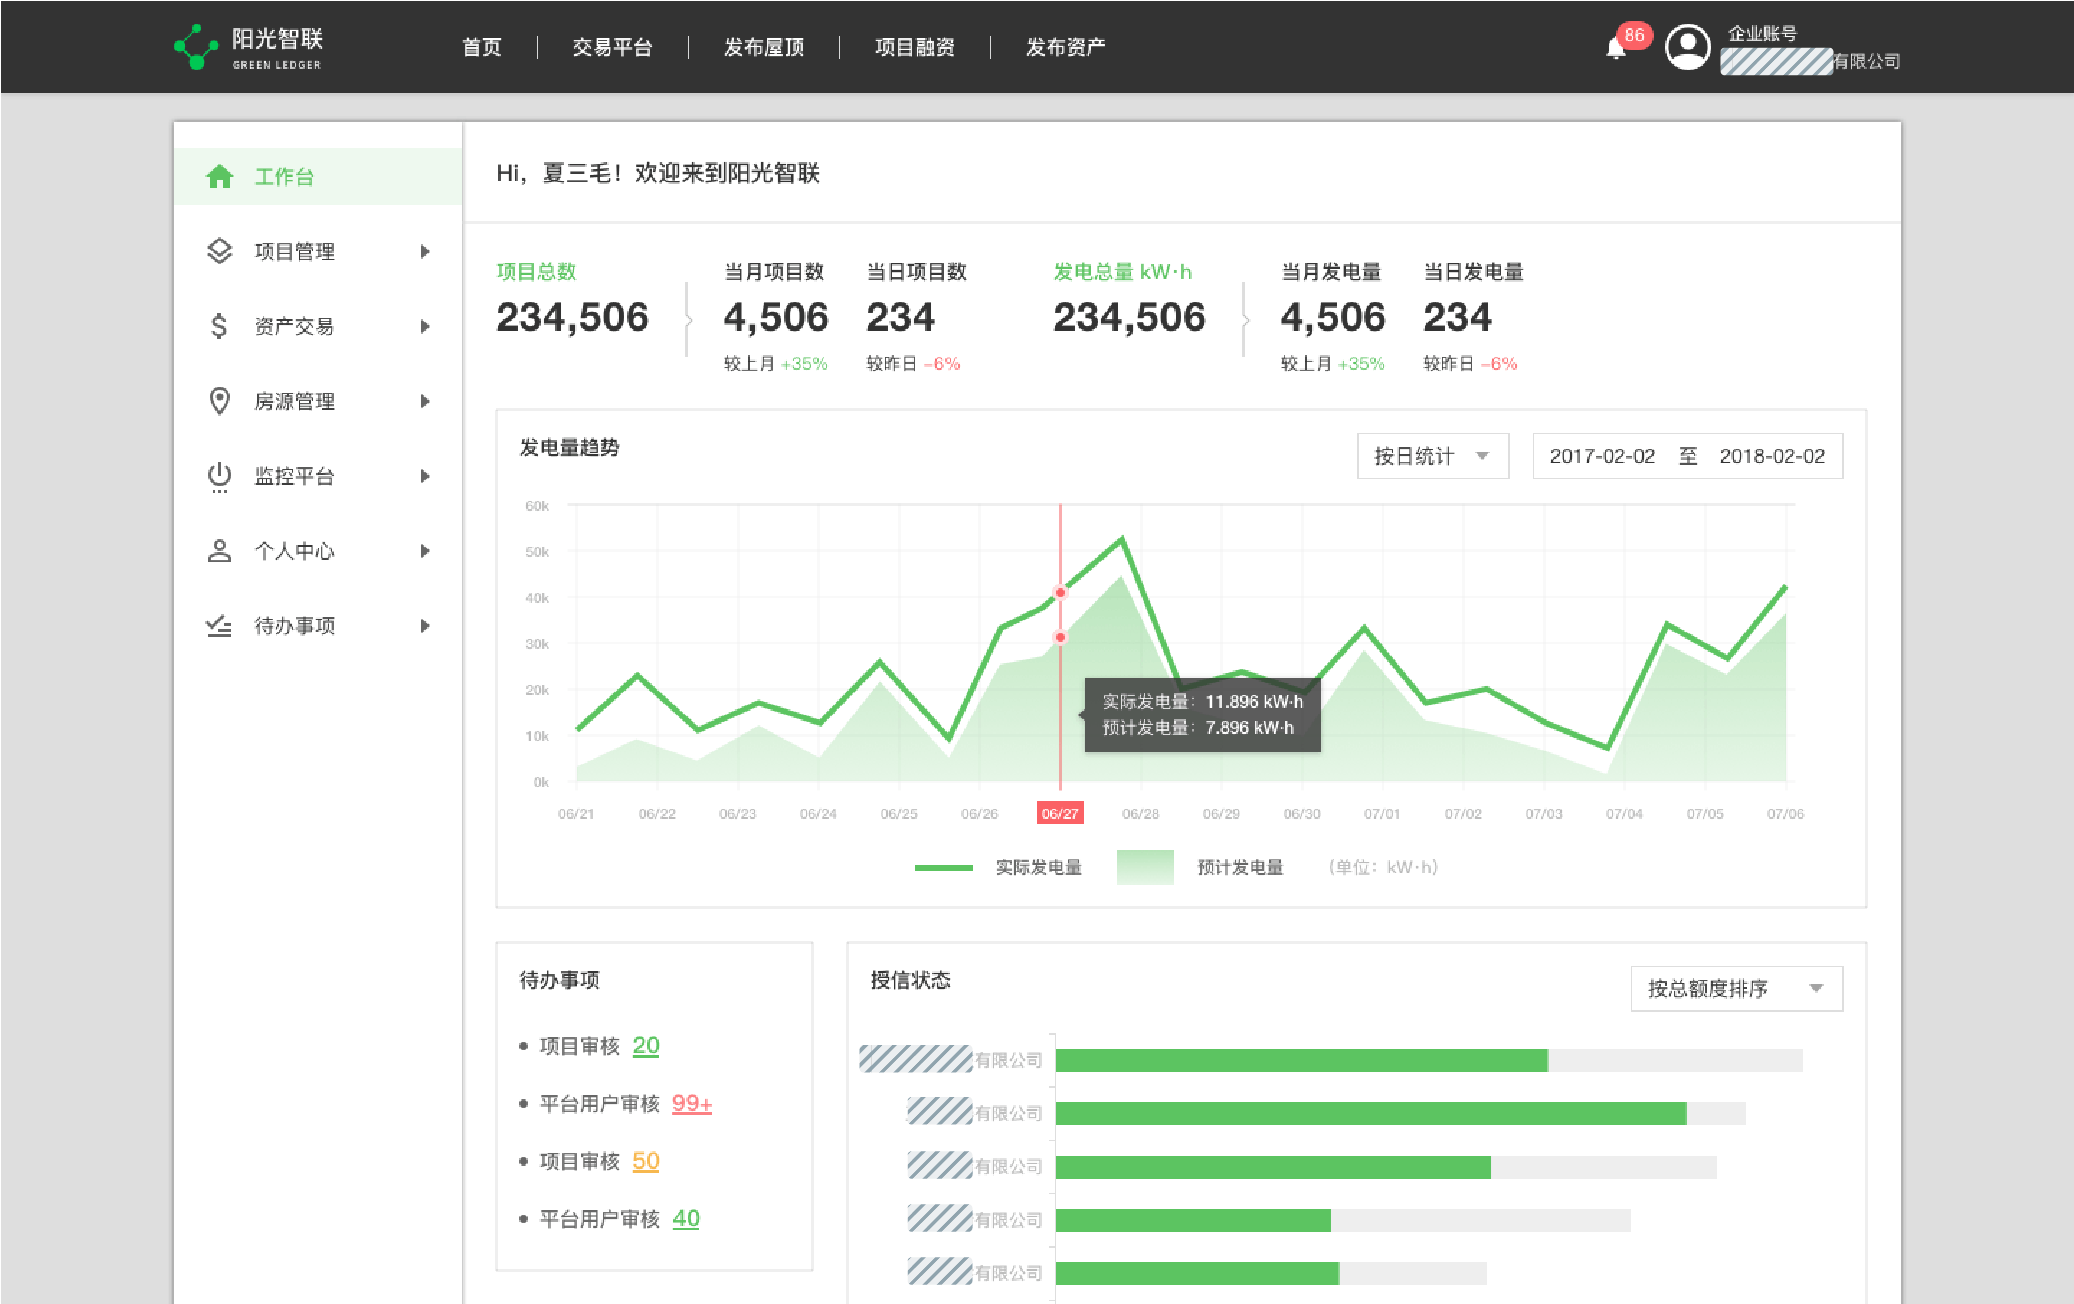 阳光智联
GREEN LEDGER
首页
交易平台
发布屋顶
项目融资
发布资产
86
企业账号
有限公司
工作台
项目管理
资产交易
房源管理
监控平台
个人中心
待办事项
Hi，夏三毛！欢迎来到阳光智联
项目总数
234,506
当月项目数
4,506
较上月 +35%
当日项目数
234
较昨日 -6%
发电总量 kW·h
234,506
当月发电量
4,506
较上月 +35%
当日发电量
234
较昨日 -6%
发电量趋势
按日统计
2017-02-02 至 2018-02-02
60k
50k
40k
30k
20k
10k
0k
实际发电量：11.896 kW·h
预计发电量：7.896 kW·h
06/21 06/22 06/23 06/24 06/25 06/26 06/27 06/28 06/29 06/30 07/01 07/02 07/03 07/04 07/05 07/06
实际发电量 预计发电量 （单位：kW·h）
待办事项
项目审核 20
平台用户审核 99+
项目审核 50
平台用户审核 40
授信状态
按总额度排序
有限公司
有限公司
有限公司
有限公司
有限公司